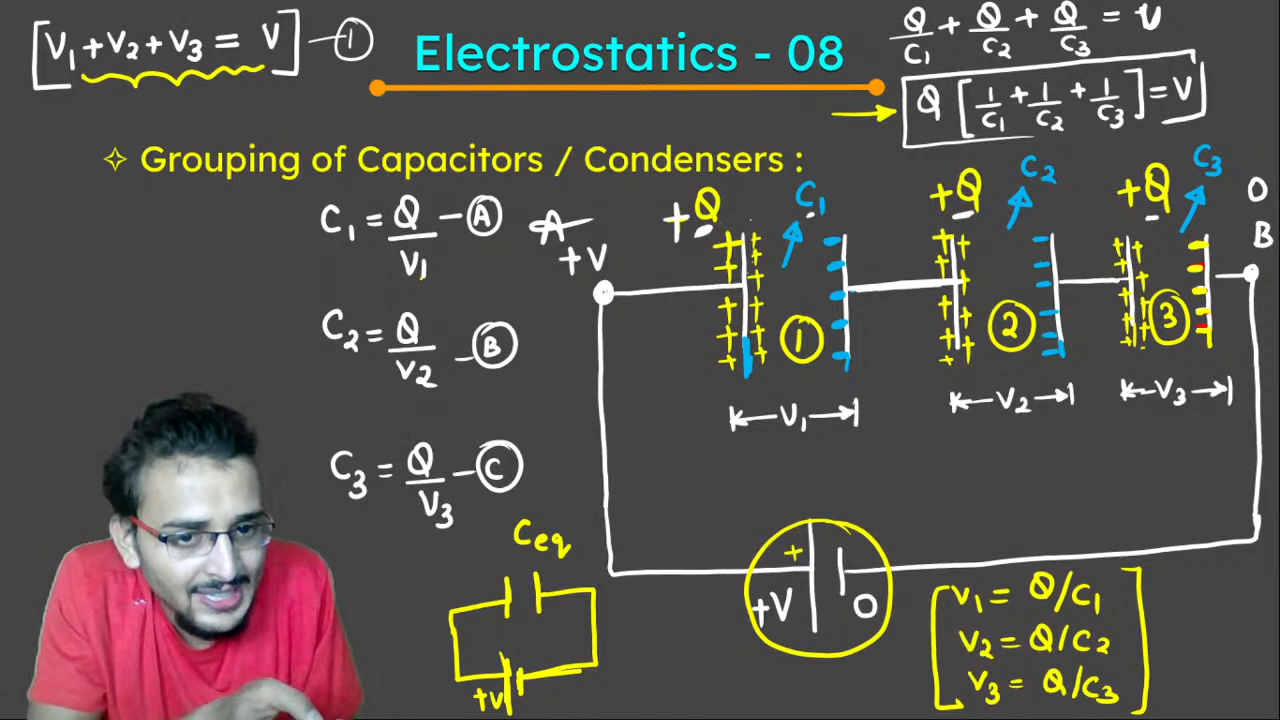 [V₁ + V₂ + V₃ = V] — ①
Electrostatics - 08
Q/C₁ + Q/C₂ + Q/C₃ = V
Q [1/C₁ + 1/C₂ + 1/C₃] = V
✧ Grouping of Capacitors / Condensers :
C₁ = Q/V₁ — Ⓐ
C₂ = Q/V₂ — Ⓑ
C₃ = Q/V₃ — Ⓒ
A
+V
+Q
C₁
+Q
C₂
+Q
C₃
O
B
①
②
③
V₁
V₂
V₃
Ceq
+V
+
+V
O
V₁ = Q/C₁
V₂ = Q/C₂
V₃ = Q/C₃